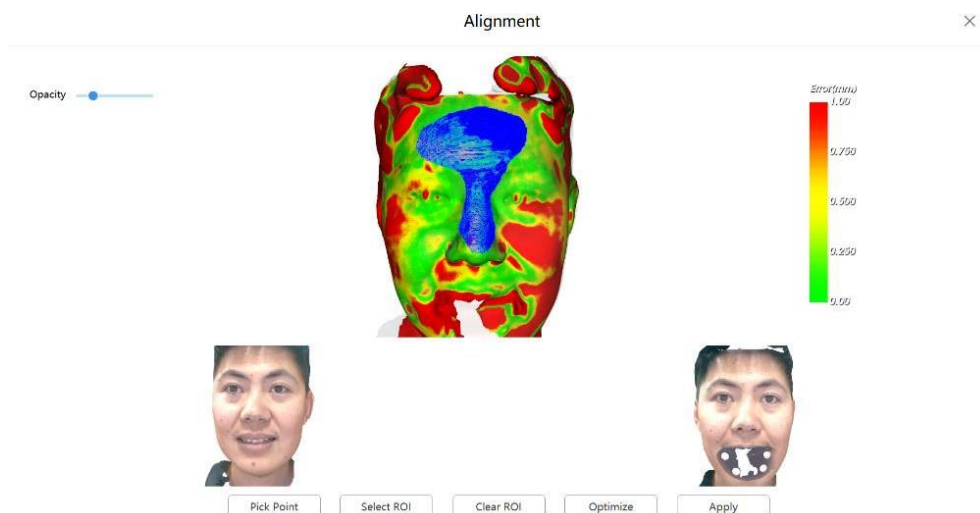 Alignment
Opacity
Error(mm)
1.00
0.750
0.500
0.250
0.00
Pick Point
Select ROI
Clear ROI
Optimize
Apply